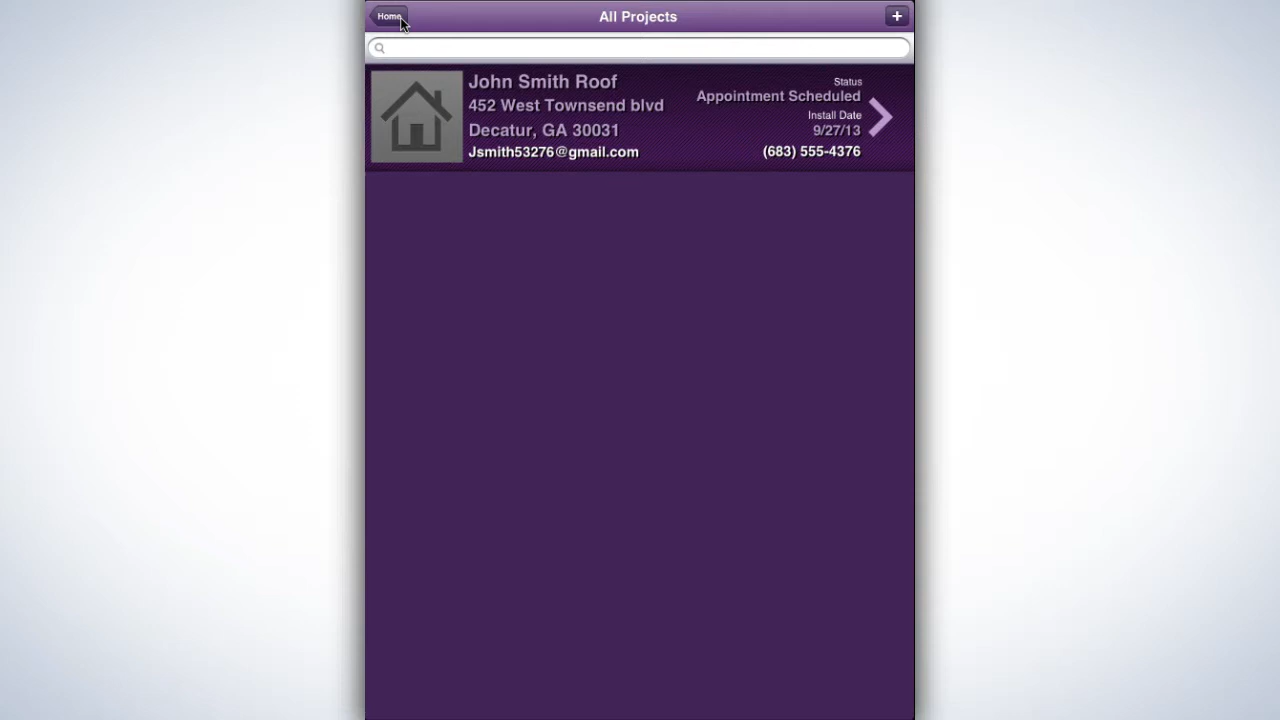 Home
All Projects
+
John Smith Roof
452 West Townsend blvd
Decatur, GA 30031
Jsmith53276@gmail.com
Status
Appointment Scheduled
Install Date
9/27/13
(683) 555-4376